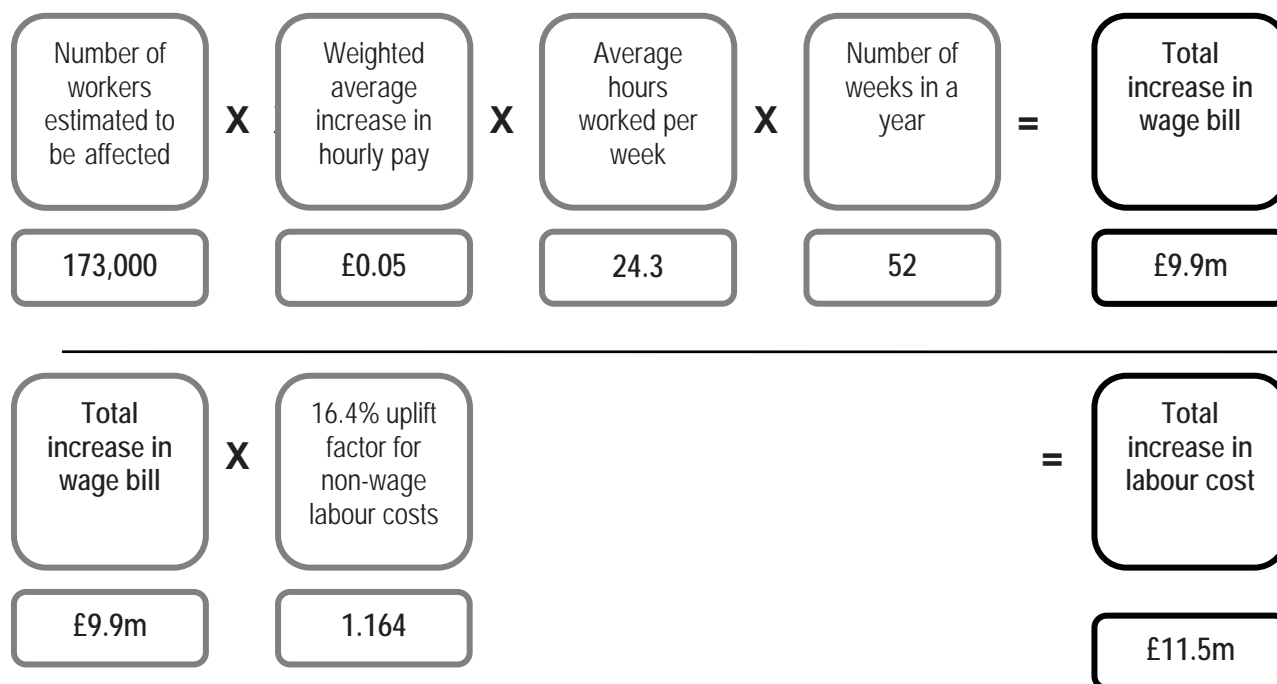 Number of
workers
estimated to
be affected
X
Weighted
average
increase in
hourly pay
X
Average
hours
worked per
week
X
Number of
weeks in a
year
=
Total
increase in
wage bill
173,000
£0.05
24.3
52
£9.9m
Total
increase in
wage bill
X
16.4% uplift
factor for
non-wage
labour costs
=
Total
increase in
labour cost
£9.9m
1.164
£11.5m